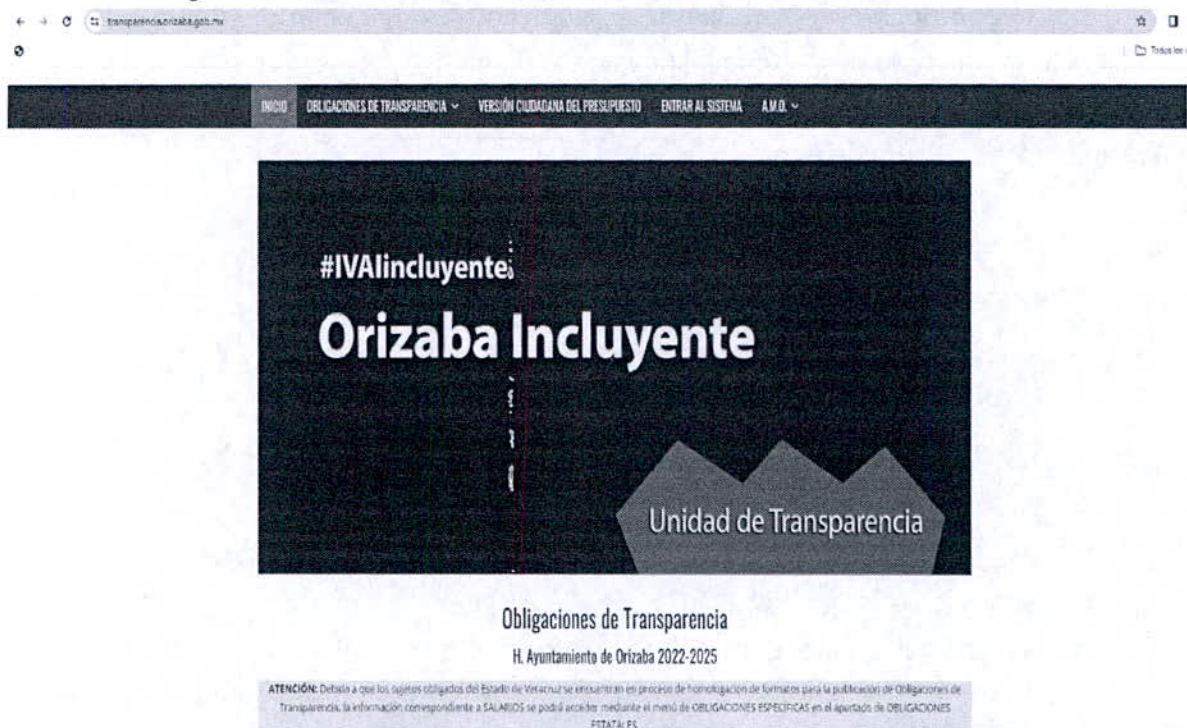 transparencia.orizaba.gob.mx
Todos los
INICIO OBLIGACIONES DE TRANSPARENCIA VERSIÓN CIUDADANA DEL PRESUPUESTO ENTRAR AL SISTEMA A.M.O.
#IVAIincluyente
Orizaba Incluyente
Unidad de Transparencia
Obligaciones de Transparencia
H. Ayuntamiento de Orizaba 2022-2025
ATENCIÓN: Debido a que los sujetos obligados del Estado de Veracruz se encuentran en proceso de homologación de formatos para la publicación de Obligaciones de
Transparencia, la información correspondiente a SALARIOS se podrá acceder mediante el menú de OBLIGACIONES ESPECÍFICAS en el apartado de OBLIGACIONES
ESTATALES